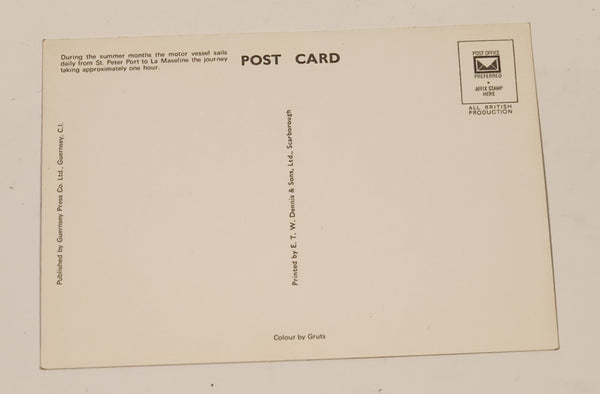 During the summer months the motor vessel sails
daily from St. Peter Port to La Maseline the journey
taking approximately one hour.
POST CARD
POST OFFICE
PREFERRED
AFFIX STAMP
HERE
ALL BRITISH
PRODUCTION
Published by Guernsey Press Co. Ltd., Guernsey, C.I.
Printed by E. T. W. Dennis & Sons, Ltd., Scarborough
Colour by Gruts